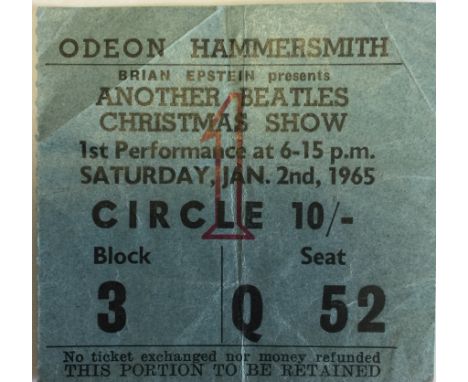 ODEON HAMMERSMITH
BRIAN EPSTEIN presents
ANOTHER BEATLES
CHRISTMAS SHOW
1st Performance at 6-15 p.m.
SATURDAY, JAN. 2nd, 1965
CIRCLE 10/-
1
Block Seat
3 Q 52
No ticket exchanged nor money refunded
THIS PORTION TO BE RETAINED